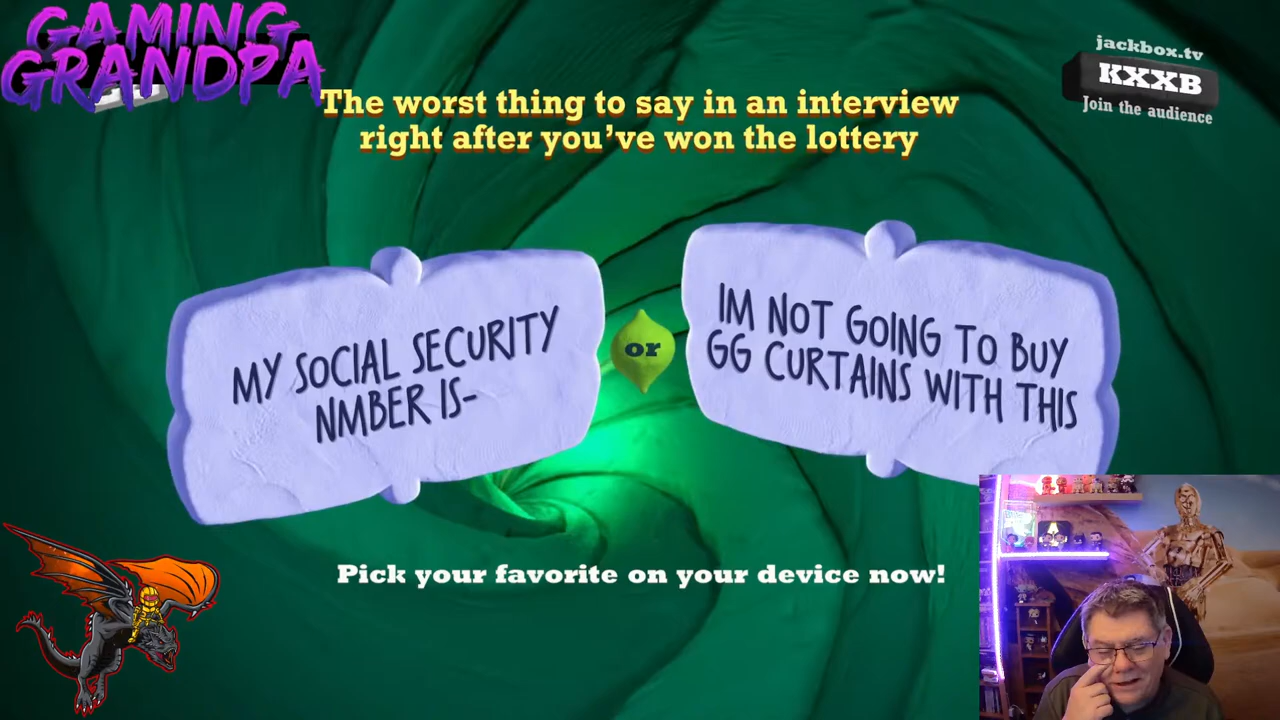 GAMING
GRANDPA
jackbox.tv
KXXB
Join the audience
The worst thing to say in an interview
right after you've won the lottery
MY SOCIAL SECURITY
NMBER IS-
or
IM NOT GOING TO BUY
GG CURTAINS WITH THIS
Pick your favorite on your device now!